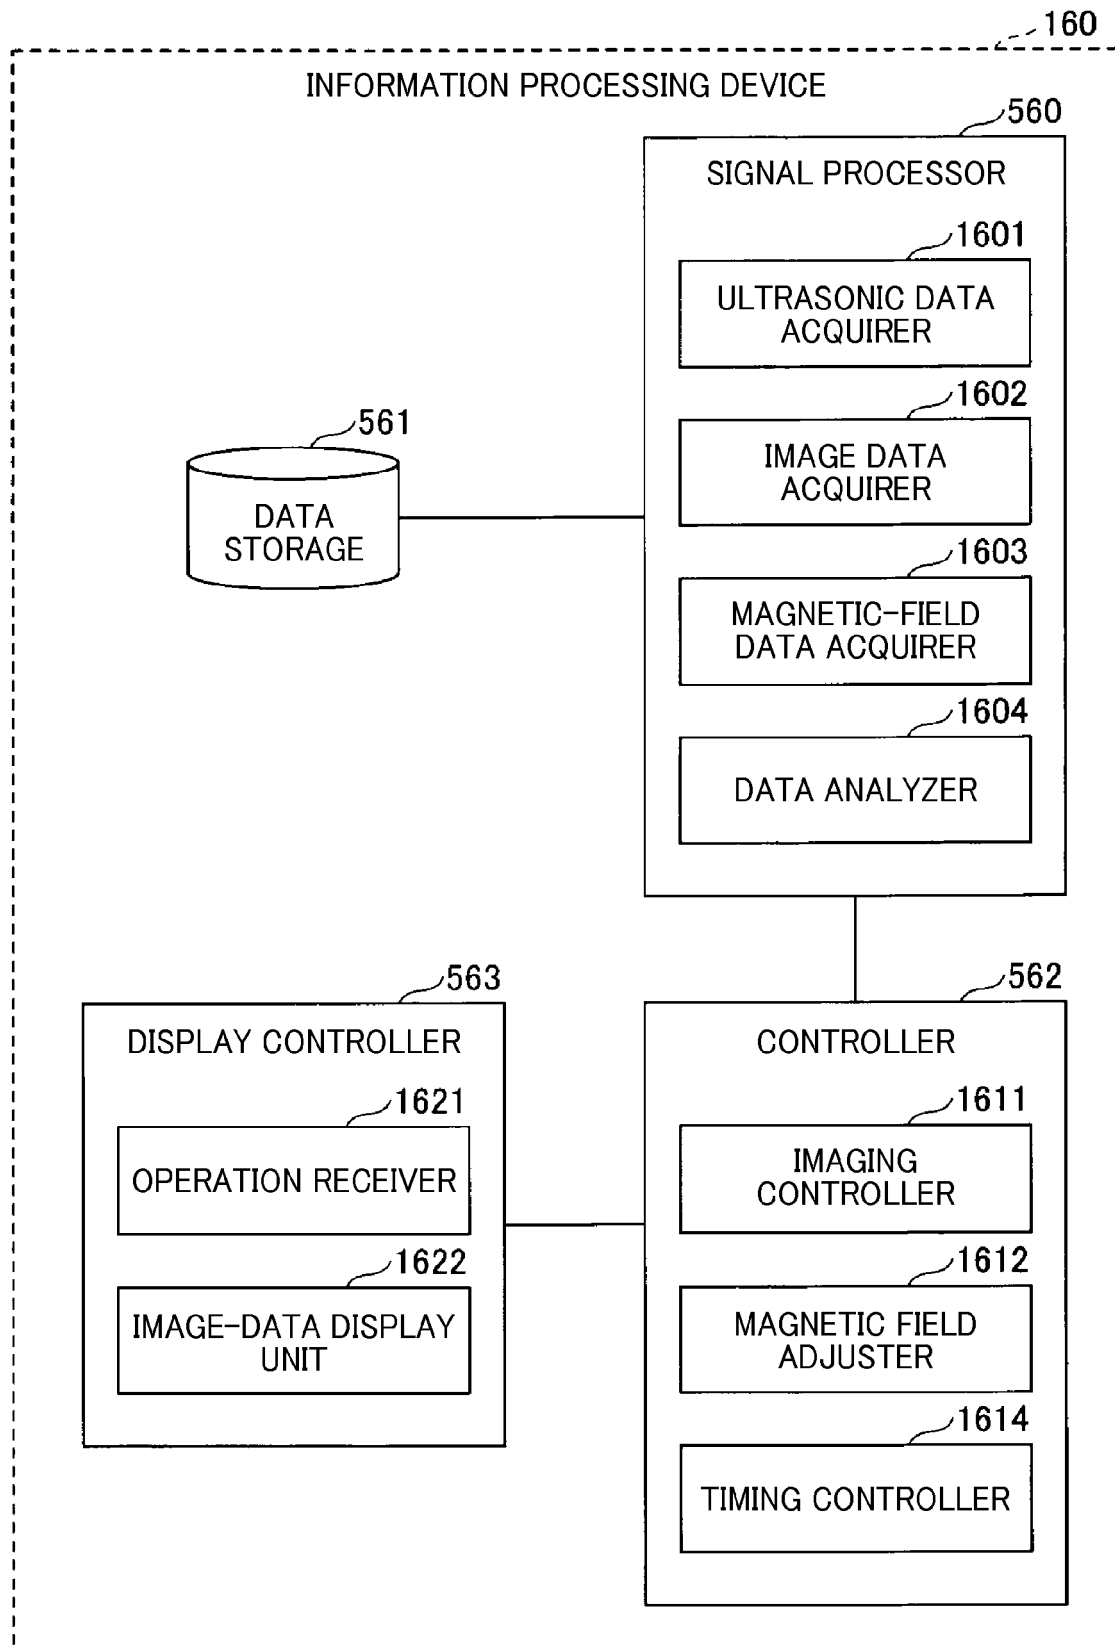 160
INFORMATION PROCESSING DEVICE
560
SIGNAL PROCESSOR
1601
ULTRASONIC DATA
ACQUIRER
1602
IMAGE DATA
ACQUIRER
561
DATA
STORAGE
1603
MAGNETIC-FIELD
DATA ACQUIRER
1604
DATA ANALYZER
563
DISPLAY CONTROLLER
1621
OPERATION RECEIVER
1622
IMAGE-DATA DISPLAY
UNIT
562
CONTROLLER
1611
IMAGING
CONTROLLER
1612
MAGNETIC FIELD
ADJUSTER
1614
TIMING CONTROLLER